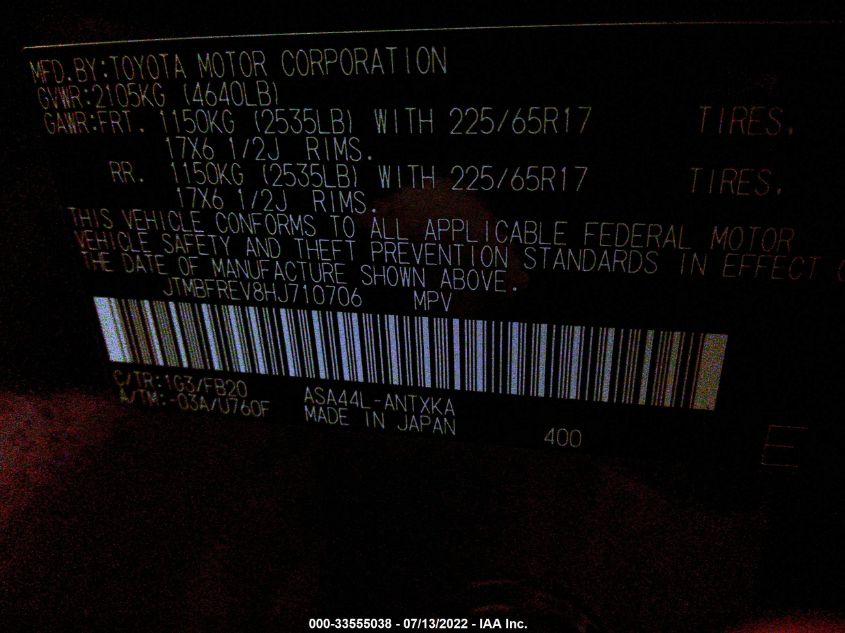 MFD.BY:TOYOTA MOTOR CORPORATION
GVWR:2105KG (4640LB)
GAWR:FRT. 1150KG (2535LB) WITH 225/65R17 TIRES.
17X6 1/2J RIMS.
RR. 1150KG (2535LB) WITH 225/65R17 TIRES.
17X6 1/2J RIMS.
THIS VEHICLE CONFORMS TO ALL APPLICABLE FEDERAL MOTOR
VEHICLE SAFETY AND THEFT PREVENTION STANDARDS IN EFFECT
THE DATE OF MANUFACTURE SHOWN ABOVE.
JTMBFREV8HJ710706 MPV
C/TR:1G3/FB20 ASA44L-ANTXKA
A/TM:-03A/U760F MADE IN JAPAN 400
E
000-33555038 - 07/13/2022 - IAA Inc.